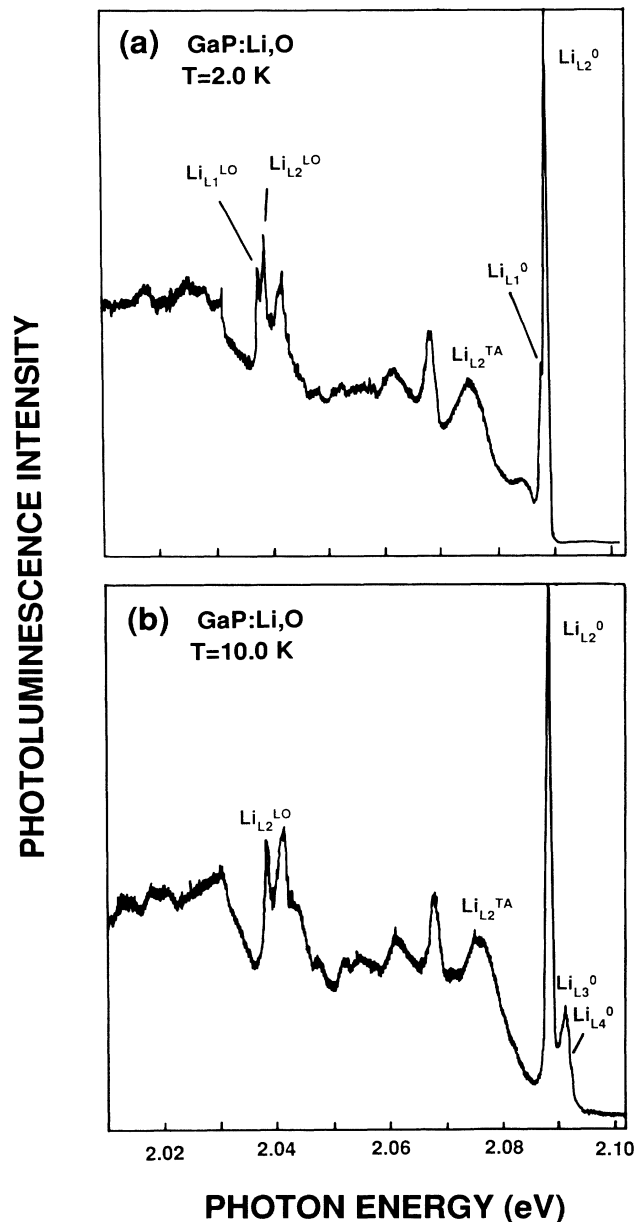 (a) GaP:Li,O
T=2.0 K
Li_L2^0
Li_L1^LO
Li_L2^LO
Li_L1^0
Li_L2^TA
PHOTOLUMINESCENCE INTENSITY
(b) GaP:Li,O
T=10.0 K
Li_L2^0
Li_L2^LO
Li_L2^TA
Li_L3^0
Li_L4^0
2.02 2.04 2.06 2.08 2.10
PHOTON ENERGY (eV)